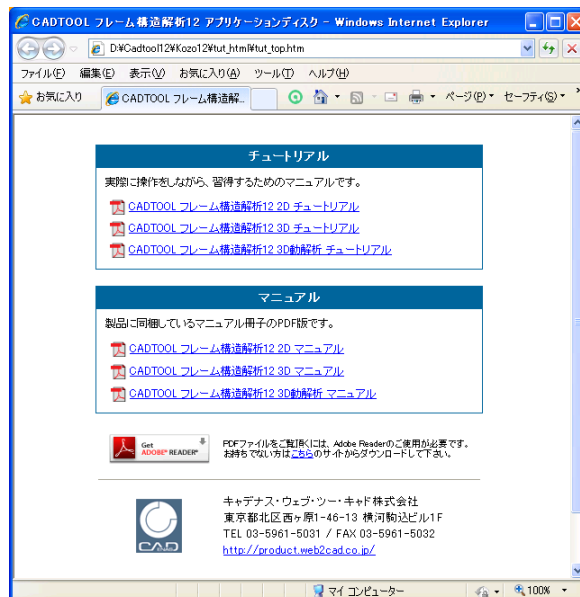 CADTOOL フレーム構造解析12 アプリケーションディスク - Windows Internet Explorer
D:¥Cadtool12¥Kozo12¥tut_html¥tut_top.htm
ファイル(F) 編集(E) 表示(V) お気に入り(A) ツール(T) ヘルプ(H)
お気に入り CADTOOL フレーム構造解... ページ(P) セーフティ(S)
チュートリアル
実際に操作をしながら、習得するためのマニュアルです。
CADTOOL フレーム構造解析12 2D チュートリアル
CADTOOL フレーム構造解析12 3D チュートリアル
CADTOOL フレーム構造解析12 3D動解析 チュートリアル
マニュアル
製品に同梱しているマニュアル冊子のPDF版です。
CADTOOL フレーム構造解析12 2D マニュアル
CADTOOL フレーム構造解析12 3D マニュアル
CADTOOL フレーム構造解析12 3D動解析 マニュアル
Get
ADOBE® READER®
PDFファイルをご覧頂くには、Adobe Readerのご使用が必要です。
お持ちでない方はこちらのサイトからダウンロードして下さい。
CAD
キャデナス・ウェブ・ツー・キャド株式会社
東京都北区西ヶ原1-46-13 横河駒込ビル1F
TEL 03-5961-5031 / FAX 03-5961-5032
http://product.web2cad.co.jp/
マイ コンピューター 100%